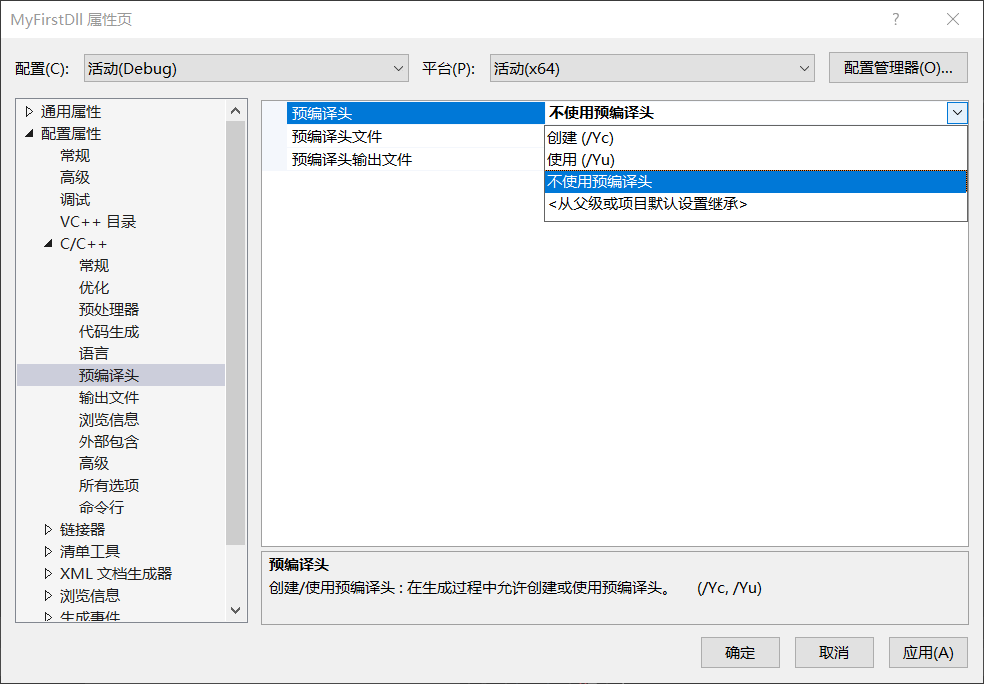 MyFirstDll 属性页
配置(C): 活动(Debug) 平台(P): 活动(x64) 配置管理器(O)...
通用属性
配置属性
常规
高级
调试
VC++ 目录
C/C++
常规
优化
预处理器
代码生成
语言
预编译头
输出文件
浏览信息
外部包含
高级
所有选项
命令行
链接器
清单工具
XML 文档生成器
浏览信息
生成事件
预编译头 不使用预编译头
预编译头文件
预编译头输出文件
创建 (/Yc)
使用 (/Yu)
不使用预编译头
<从父级或项目默认设置继承>
预编译头
创建/使用预编译头 : 在生成过程中允许创建或使用预编译头。 (/Yc, /Yu)
确定 取消 应用(A)